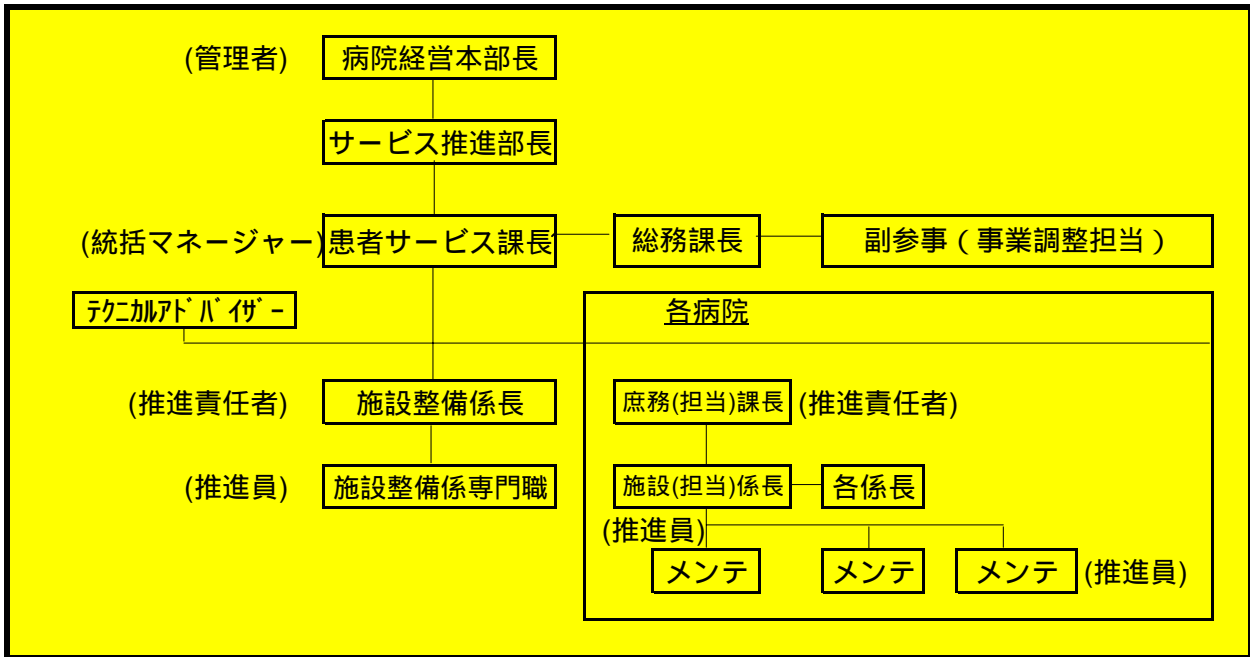 (管理者) 病院経営本部長
サービス推進部長
(統括マネージャー) 患者サービス課長 総務課長 副参事（事業調整担当）
ﾃｸﾆｶﾙｱﾄﾞﾊﾞｲｻﾞｰ 各病院
(推進責任者) 施設整備係長 庶務(担当)課長 (推進責任者)
(推進員) 施設整備係専門職 施設(担当)係長 各係長
(推進員)
メンテ メンテ メンテ (推進員)